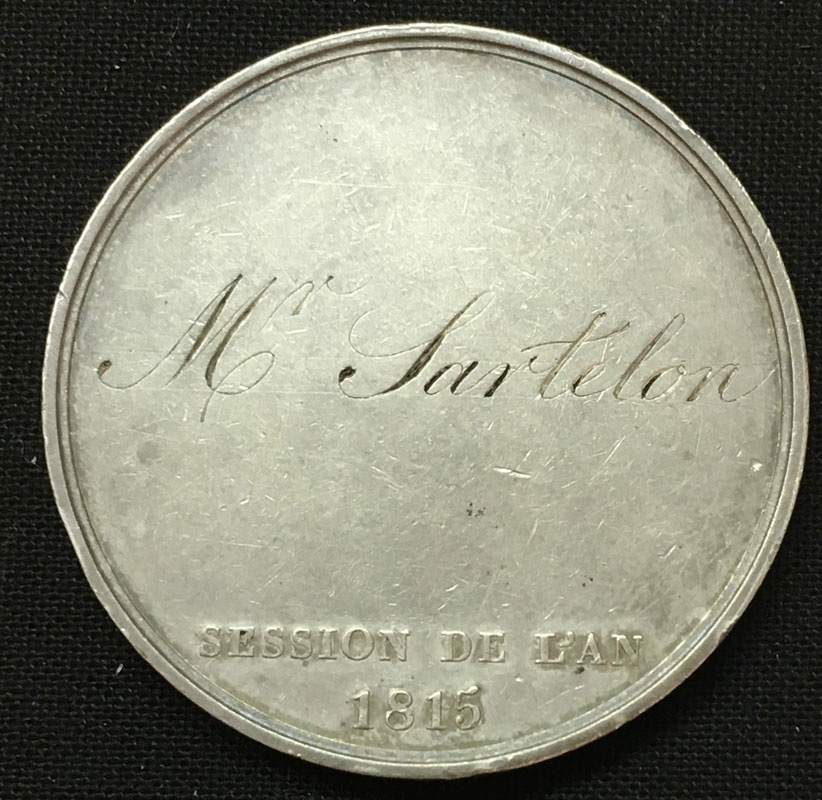 Mr Sartelon
SESSION DE L'AN
1815